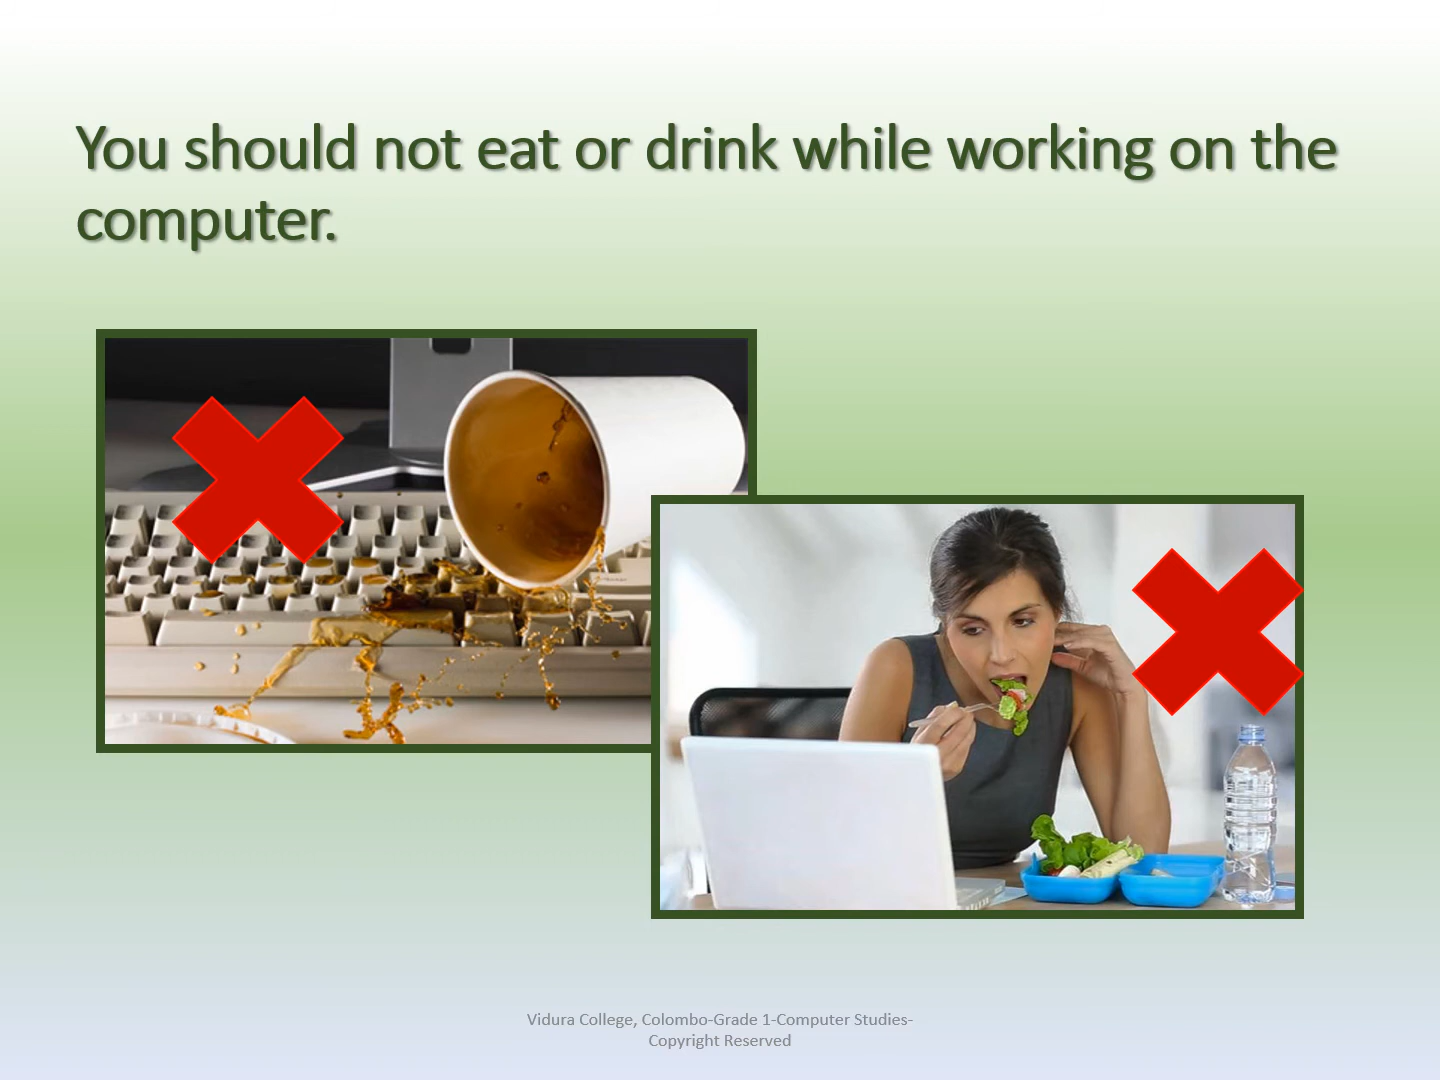 You should not eat or drink while working on the
computer.
Vidura College, Colombo-Grade 1-Computer Studies-
Copyright Reserved